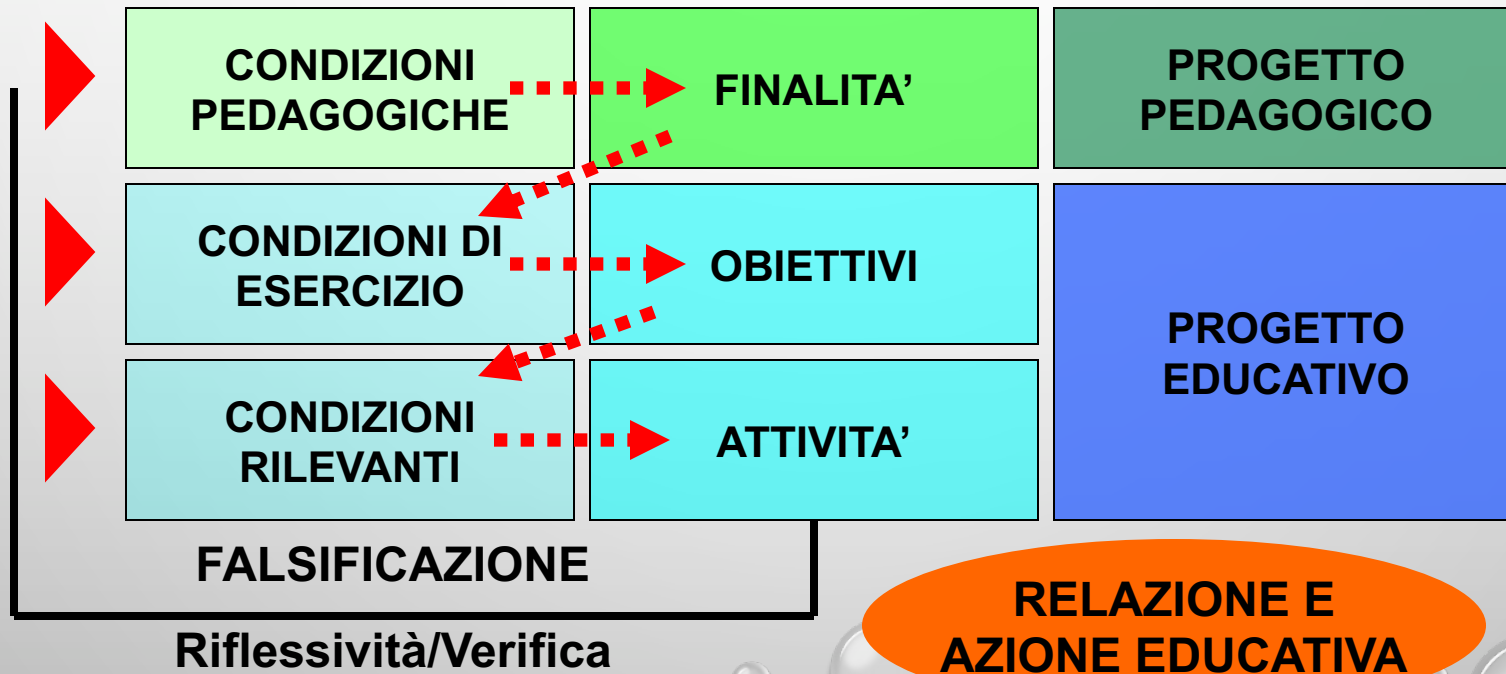 CONDIZIONI
PEDAGOGICHE
FINALITA’
PROGETTO
PEDAGOGICO
CONDIZIONI DI
ESERCIZIO
OBIETTIVI
PROGETTO
EDUCATIVO
CONDIZIONI
RILEVANTI
ATTIVITA’
FALSIFICAZIONE
Riflessività/Verifica
RELAZIONE E
AZIONE EDUCATIVA